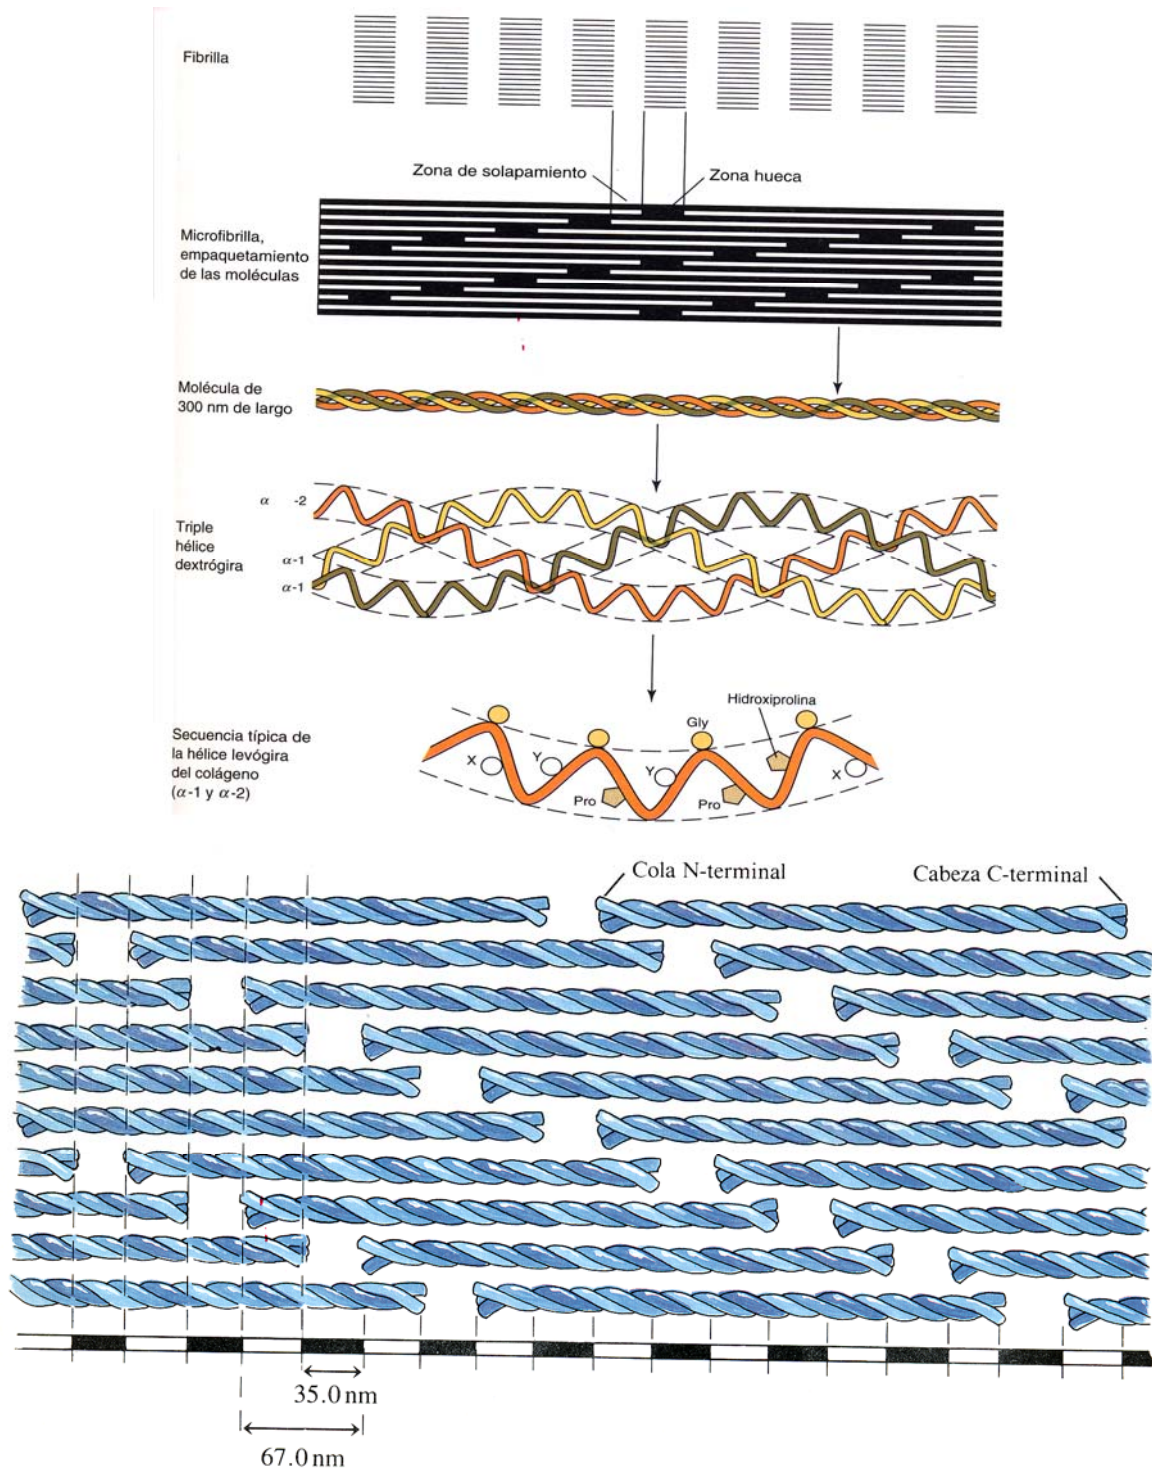 Fibrilla
Zona de solapamiento
Zona hueca
Microfibrilla,
empaquetamiento
de las moléculas
Molécula de
300 nm de largo
α -2
Triple
hélice
dextrógira
α-1
α-1
Hidroxiprolina
Secuencia típica de
la hélice levógira
del colágeno
(α-1 y α-2)
Gly
X
Y
Y
X
Pro
Pro
Cola N-terminal
Cabeza C-terminal
35.0 nm
67.0 nm